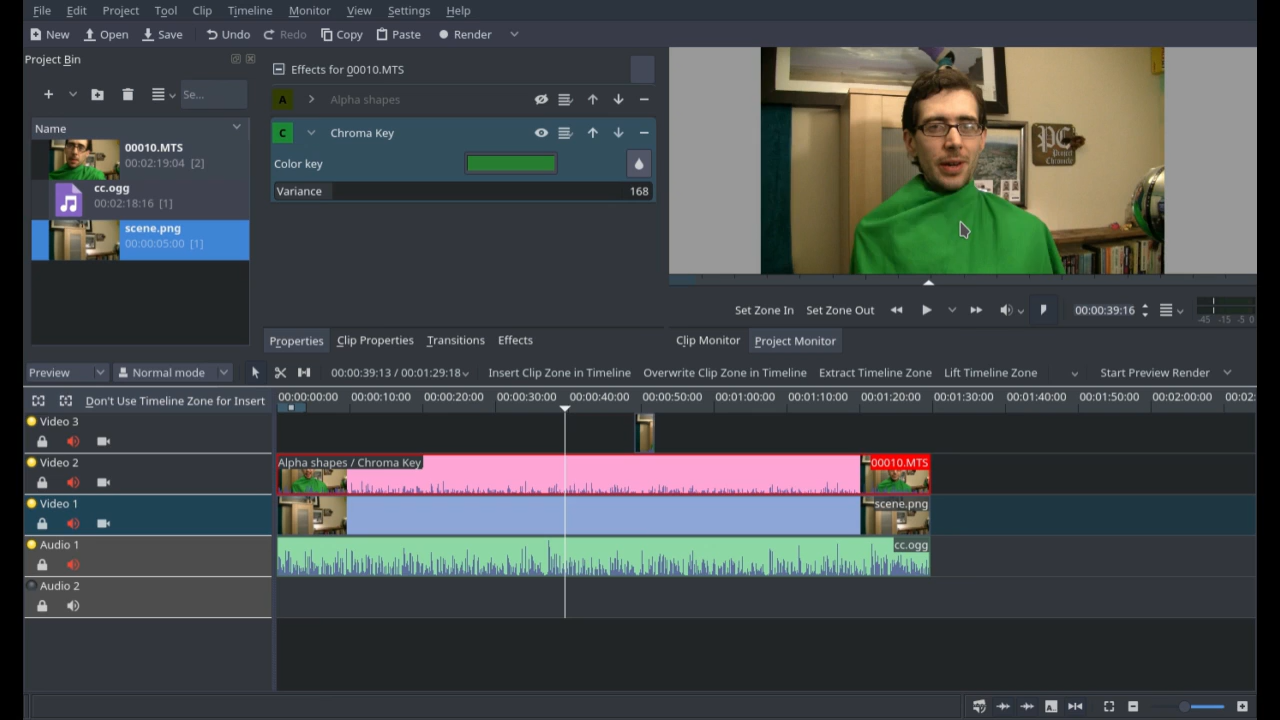 File Edit Project Tool Clip Timeline Monitor View Settings Help
New Open Save Undo Redo Copy Paste Render
Project Bin
Effects for 00010.MTS
Se...
A Alpha shapes
Name
C Chroma Key
00010.MTS
00:02:19:04 [2]
Color key
cc.ogg
00:02:18:16 [1]
Variance 168
scene.png
00:00:05:00 [1]
PC
Set Zone In Set Zone Out 00:00:39:16
-45 -15 -5 0
Properties Clip Properties Transitions Effects
Clip Monitor Project Monitor
Preview Normal mode 00:00:39:13 / 00:01:29:18 Insert Clip Zone in Timeline Overwrite Clip Zone in Timeline Extract Timeline Zone Lift Timeline Zone Start Preview Render
Don't Use Timeline Zone for Insert
00:00:00:00 00:00:10:00 00:00:20:00 00:00:30:00 00:00:40:00 00:00:50:00 00:01:00:00 00:01:10:00 00:01:20:00 00:01:30:00 00:01:40:00 00:01:50:00 00:02:00:00 00:02:
Video 3
Video 2
Alpha shapes / Chroma Key 00010.MTS
Video 1
scene.png
Audio 1
cc.ogg
Audio 2